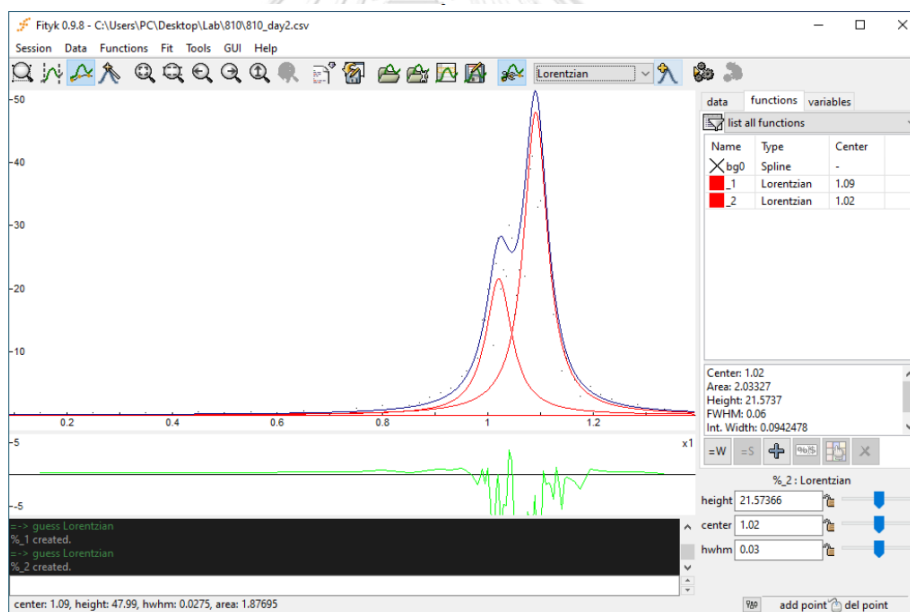 Fityk 0.9.8 - C:\Users\PC\Desktop\Lab\810\810_day2.csv
Session Data Functions Fit Tools GUI Help
Lorentzian
data functions variables
list all functions
Name Type Center
bg0 Spline -
_1 Lorentzian 1.09
_2 Lorentzian 1.02
50
40
30
20
10
0.2 0.4 0.6 0.8 1 1.2
x1
5
-5
Center: 1.02
Area: 2.03327
Height: 21.5737
FWHM: 0.06
Int. Width: 0.0942478
=W =S
%_2 : Lorentzian
height 21.57366
center 1.02
hwhm 0.03
=-> guess Lorentzian
%_1 created.
=-> guess Lorentzian
%_2 created.
center: 1.09, height: 47.99, hwhm: 0.0275, area: 1.87695
add point del point